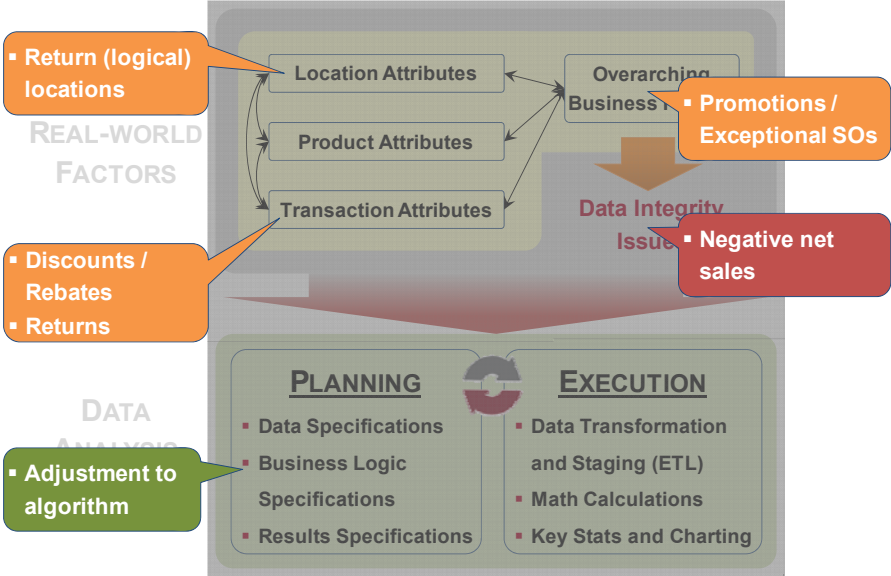 ▪ Return (logical)
locations
Location Attributes
Overarching
Business
▪ Promotions /
Exceptional SOs
REAL-WORLD
FACTORS
Product Attributes
Transaction Attributes
Data Integrity
Issue
▪ Negative net
sales
▪ Discounts /
Rebates
▪ Returns
PLANNING
▪ Data Specifications
▪ Business Logic
Specifications
▪ Results Specifications
EXECUTION
▪ Data Transformation
and Staging (ETL)
▪ Math Calculations
▪ Key Stats and Charting
DATA
ANALYSIS
▪ Adjustment to
algorithm